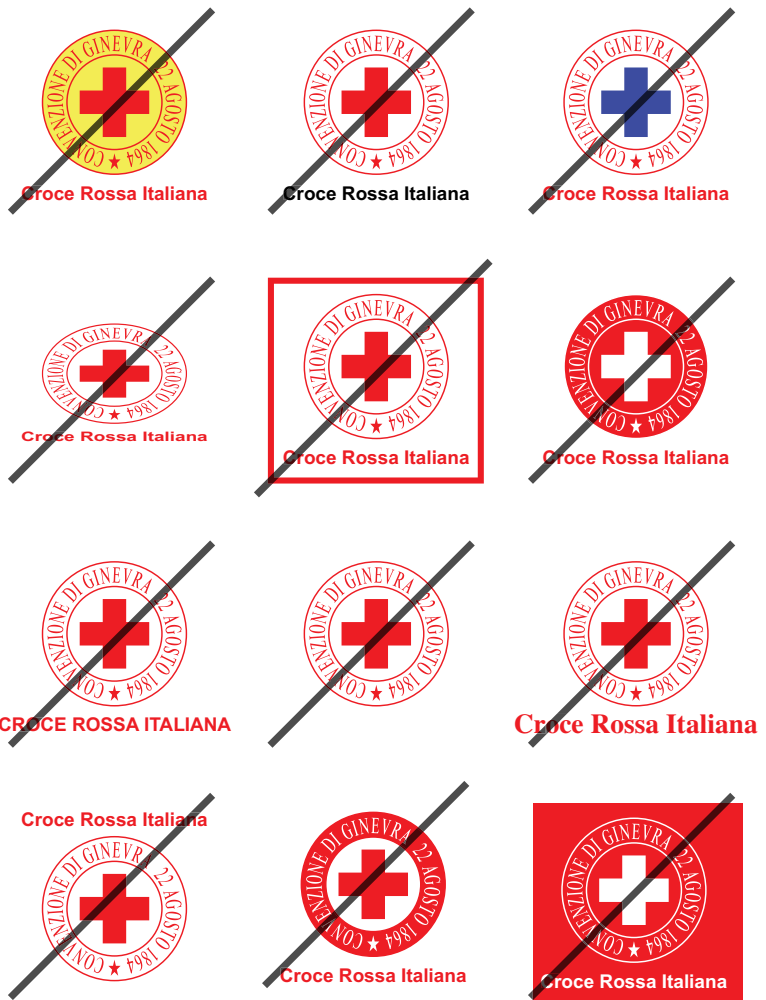 CONVENZIONE DI GINEVRA 22 AGOSTO 1864 ★
Croce Rossa Italiana
CONVENZIONE DI GINEVRA 22 AGOSTO 1864 ★
Croce Rossa Italiana
CONVENZIONE DI GINEVRA 22 AGOSTO 1864 ★
Croce Rossa Italiana
CONVENZIONE DI GINEVRA 22 AGOSTO 1864 ★
Croce Rossa Italiana
CONVENZIONE DI GINEVRA 22 AGOSTO 1864 ★
Croce Rossa Italiana
CONVENZIONE DI GINEVRA 22 AGOSTO 1864 ★
Croce Rossa Italiana
CONVENZIONE DI GINEVRA 22 AGOSTO 1864 ★
CROCE ROSSA ITALIANA
CONVENZIONE DI GINEVRA 22 AGOSTO 1864 ★
CONVENZIONE DI GINEVRA 22 AGOSTO 1864 ★
Croce Rossa Italiana
Croce Rossa Italiana
CONVENZIONE DI GINEVRA 22 AGOSTO 1864 ★
CONVENZIONE DI GINEVRA 22 AGOSTO 1864 ★
Croce Rossa Italiana
CONVENZIONE DI GINEVRA 22 AGOSTO 1864 ★
Croce Rossa Italiana